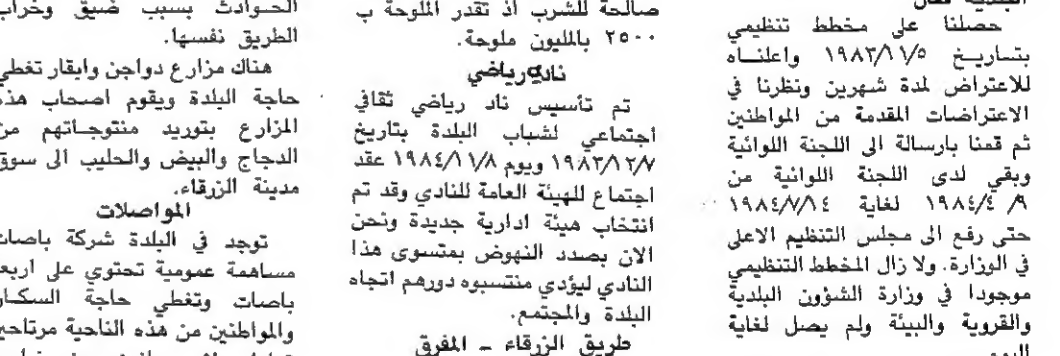 البلدية فقال
حصلنا على مخطط تنظيمي
بتاريخ ١٩٨٣/١١/٥ واعلناه
للاعتراض لمدة شهرين ونظرنا في
الاعتراضات المقدمة من المواطنين
ثم قمنا بارسالة الى اللجنة اللوائية
وبقي لدى اللجنة اللوائية من
١٩٨٤/٤/٩ لغاية ١٩٨٤/٧/١٤
حتى رفع الى مجلس التنظيم الاعلى
في الوزارة. ولا زال المخطط التنظيمي
موجودا في وزارة الشؤون البلدية
والقروية والبيئة ولم يصل لغاية
اليوم
صالحة للشرب اذ تقدر الملوحة ب
٢٥٠٠ بالمليون ملوحة.
نادي رياضي
تم تأسيس ناد رياضي ثقافي
اجتماعي لشباب البلدة بتاريخ
١٩٨٣/١٢/٧ ويوم ١٩٨٤/١١/٨ عقد
اجتماع للهيئة العامة للنادي وقد تم
انتخاب هيئة ادارية جديدة ونحن
الان بصدد النهوض بمتسوى هذا
النادي ليؤدي منتسبوه دورهم اتجاه
البلدة والمجتمع.
طريق الزرقاء - المفرق
الحوادث بسبب ضيق وخراب
الطريق نفسها.
هناك مزارع دواجن وابقار تغطي
حاجة البلدة ويقوم اصحاب هذه
المزارع بتوريد منتوجاتهم من
الدجاج والبيض والحليب الى سوق
مدينة الزرقاء.
المواصلات
توجد في البلدة شركة باصات
مساهمة عمومية تحتوي على اربعة
باصات وتغطي حاجة السكان
والمواطنين من هذه الناحية مرتاحين